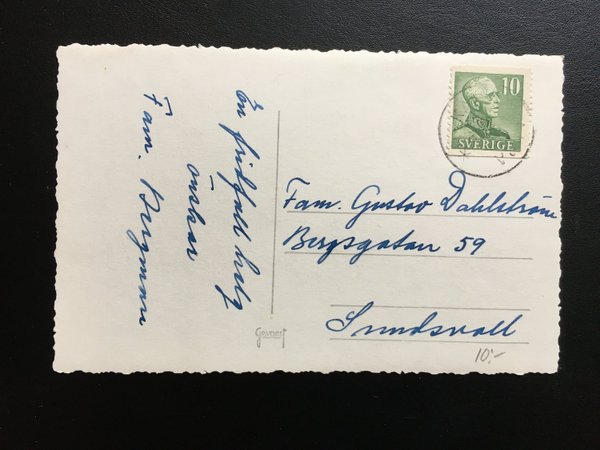 En fridfull helg
önskar
Fam. Bergman
10
SVERIGE
Fam. Gustav Dahlström
Bergsgatan 59
Sundsvall
Gevaert
10:-